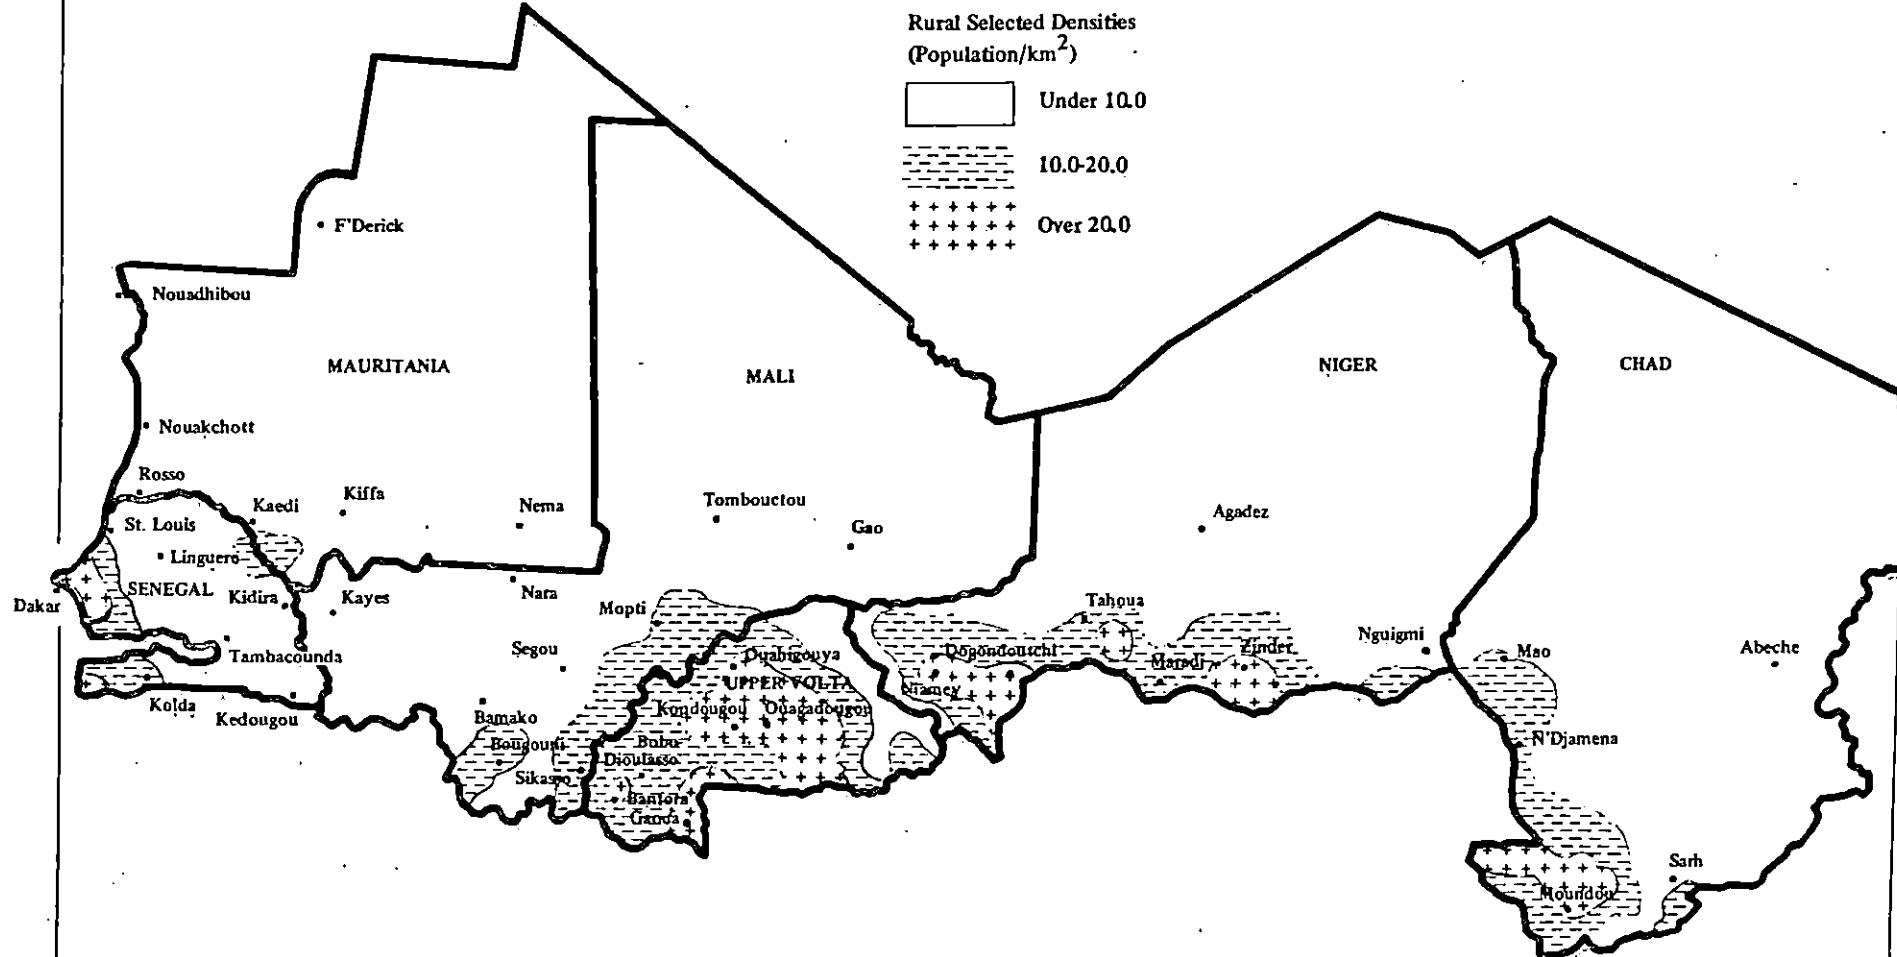 Rural Selected Densities
(Population/km²)
Under 10.0
10.0-20.0
Over 20.0
F'Derick
Nouadhibou
MAURITANIA
MALI
NIGER
CHAD
Nouakchott
Rosso
Kaedi
Kiffa
Nema
Tombouctou
Gao
Agadez
St. Louis
Linguere
SENEGAL
Dakar
Kidira
Kayes
Nara
Mopti
Tahoua
Nguigmi
Zinder
Mao
Abeche
Tambacounda
Segou
Ouahigouya
Dogondoutchi
Maradi
UPPER VOLTA
Niamey
Kolda
Kedougou
Bamako
Koudougou
Ouagadougou
Bougouni
Bobo
Dioulasso
N'Djamena
Sikasso
Banfora
Gaoua
Sarh
Moundou